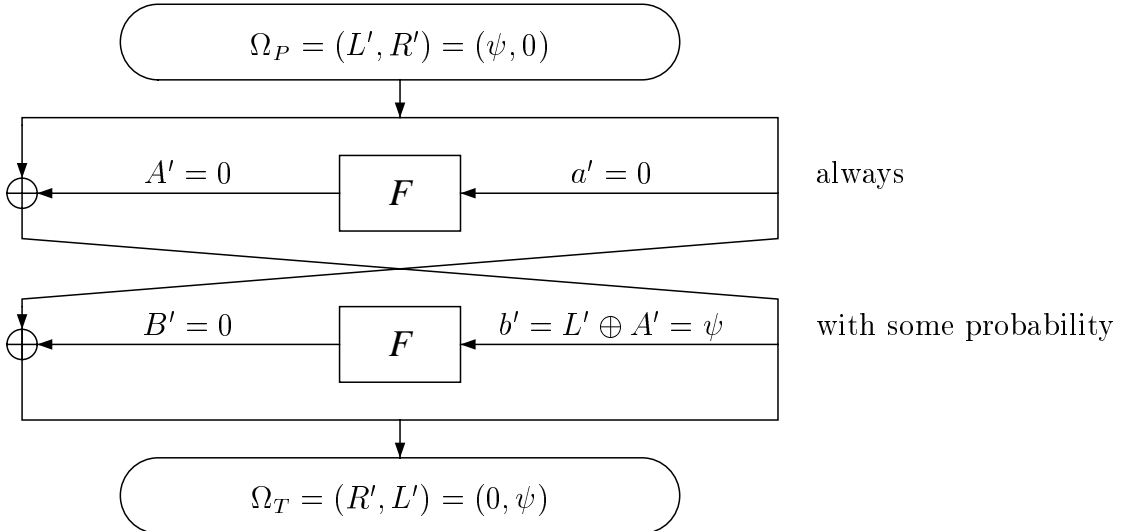 Ω_P = (L′, R′) = (ψ, 0)
A′ = 0
F
a′ = 0
always
B′ = 0
F
b′ = L′ ⊕ A′ = ψ
with some probability
Ω_T = (R′, L′) = (0, ψ)